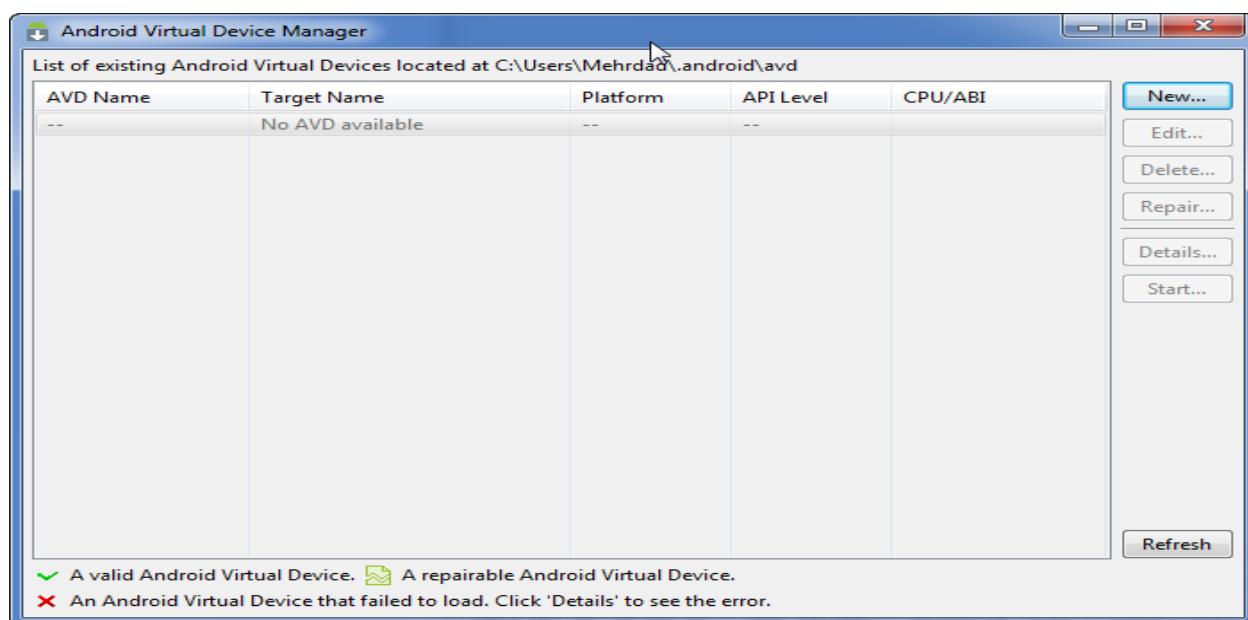 Android Virtual Device Manager
List of existing Android Virtual Devices located at C:\Users\Mehrdad\.android\avd
AVD Name Target Name Platform API Level CPU/ABI
-- No AVD available -- --
New...
Edit...
Delete...
Repair...
Details...
Start...
Refresh
A valid Android Virtual Device. A repairable Android Virtual Device.
An Android Virtual Device that failed to load. Click 'Details' to see the error.